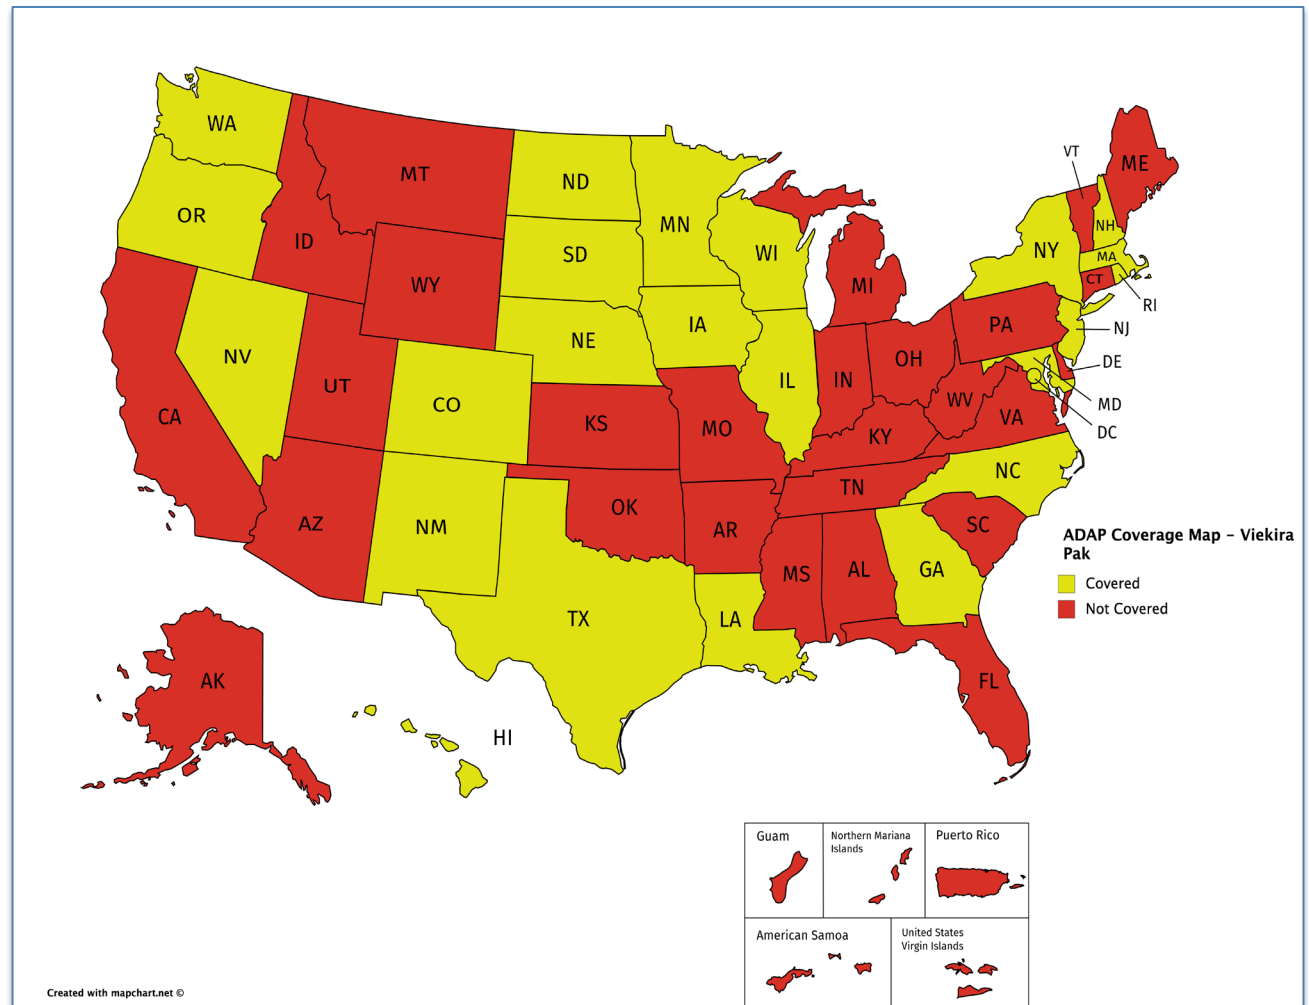 WA
MT
ND
MN
VT
ME
OR
ID
SD
WI
NY
NH
MA
CT
RI
WY
MI
NV
NE
IA
PA
NJ
UT
CO
IL
IN
OH
DE
CA
KS
MO
KY
WV
VA
MD
DC
AZ
NM
OK
AR
TN
NC
SC
MS
AL
GA
TX
LA
FL
AK
HI
ADAP Coverage Map – Viekira
Pak
Covered
Not Covered
Guam
Northern Mariana
Islands
Puerto Rico
American Samoa
United States
Virgin Islands
Created with mapchart.net ©